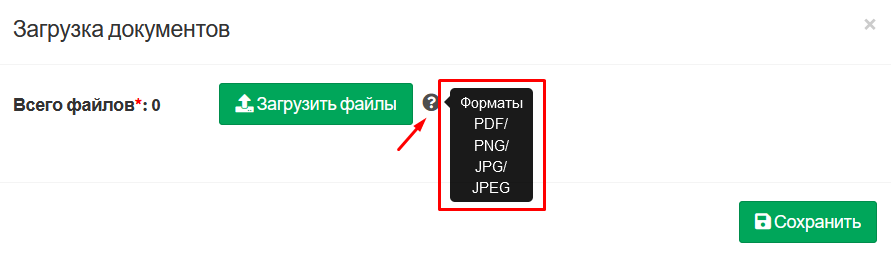 Загрузка документов
×
Всего файлов*: 0
Загрузить файлы
?
Форматы
PDF/
PNG/
JPG/
JPEG
Сохранить